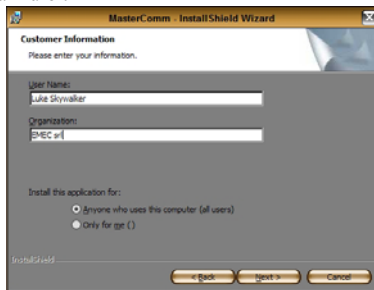 MasterComm - InstallShield Wizard
Customer Information
Please enter your information.
User Name:
Luke Skywalker
Organization:
EMEC srl
Install this application for:
Anyone who uses this computer (all users)
Only for me ()
InstallShield
< Back
Next >
Cancel